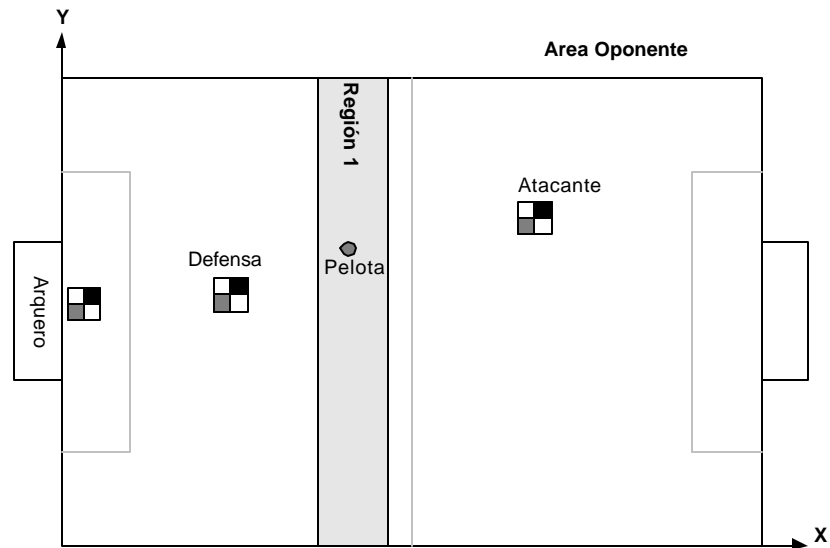 Y
Area Oponente
Región 1
Atacante
Defensa
Pelota
Arquero
X